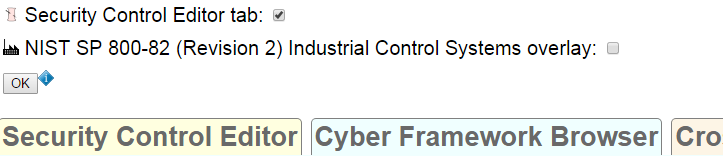 Security Control Editor tab:
NIST SP 800-82 (Revision 2) Industrial Control Systems overlay:
OK
Security Control Editor Cyber Framework Browser Cro